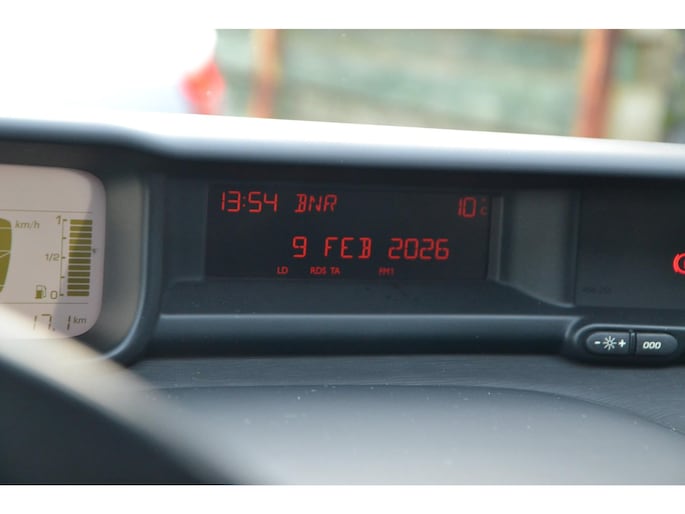 13:54 BNR 10°C
9 FEB 2026
LD RDS TA FM1
km/h
1
1/2
0
17.1 km
- +
000